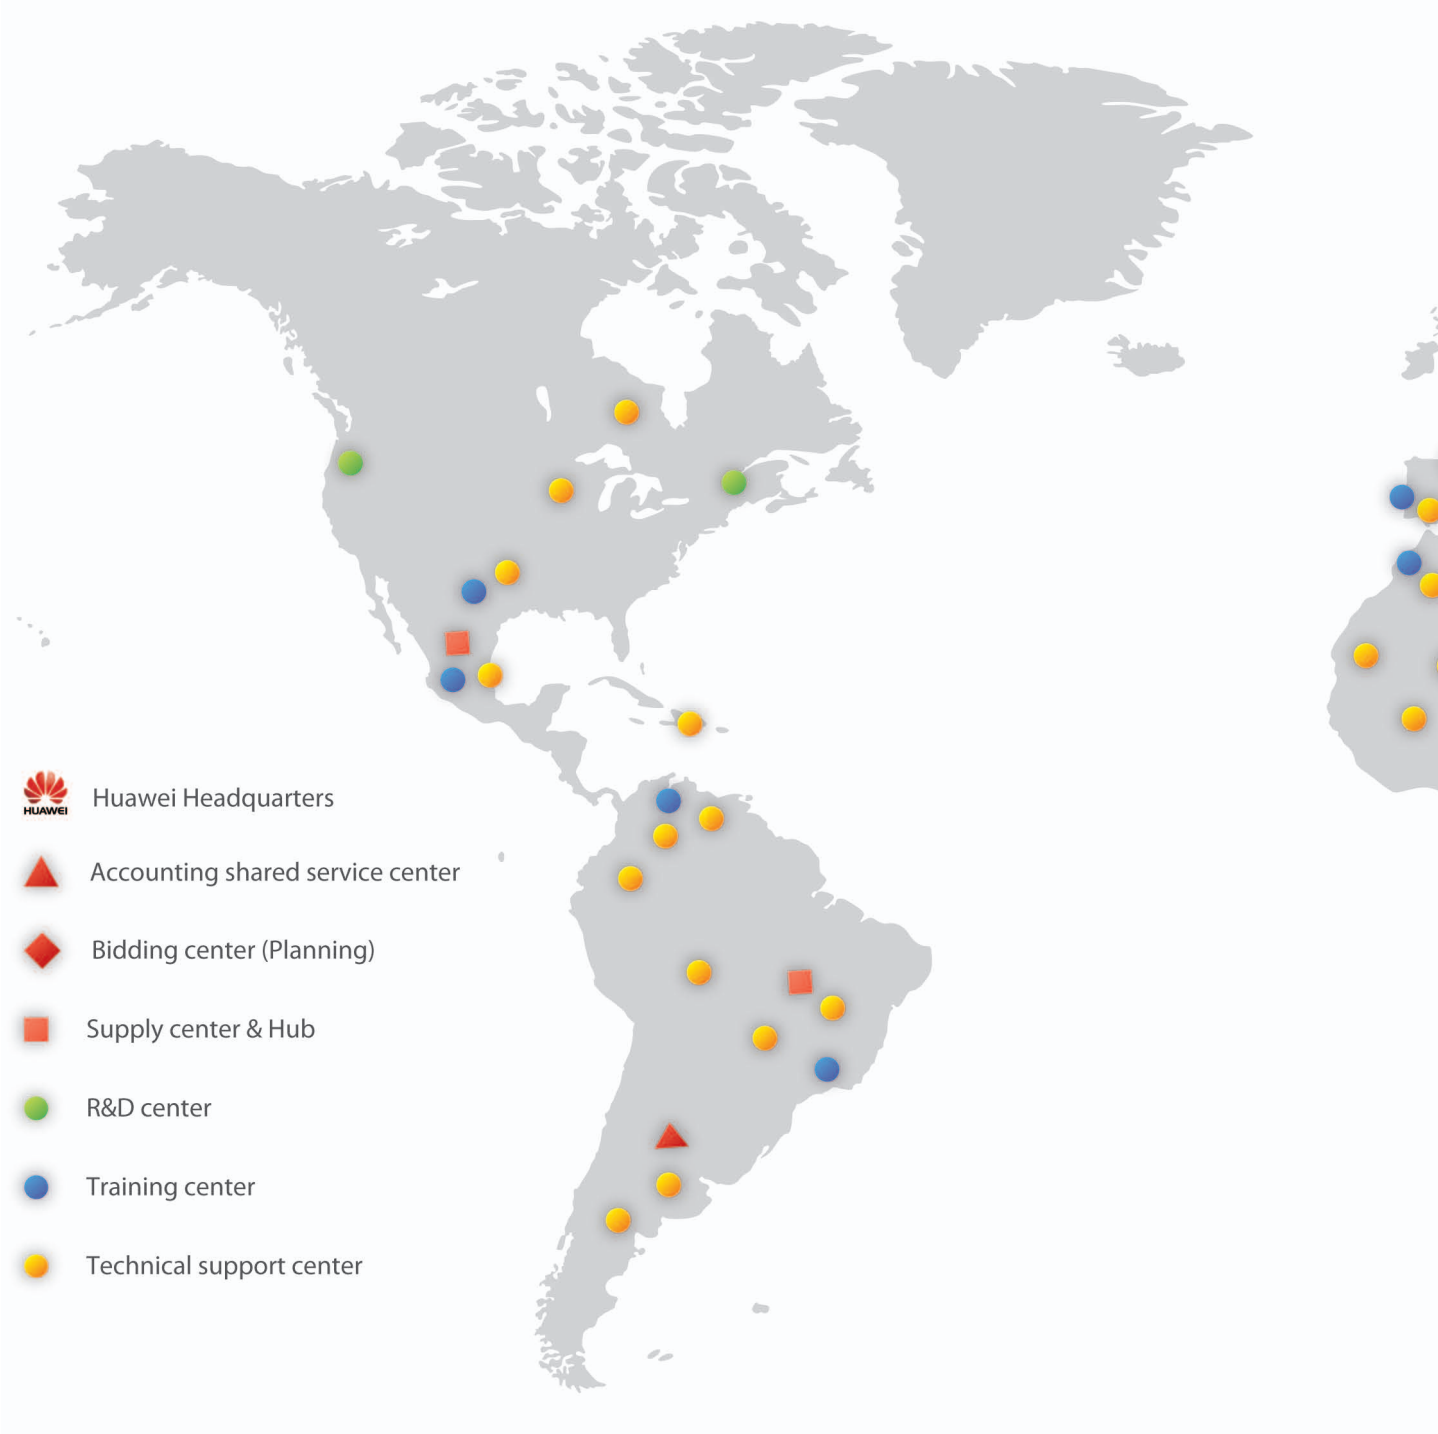 HUAWEI
Huawei Headquarters
Accounting shared service center
Bidding center (Planning)
Supply center & Hub
R&D center
Training center
Technical support center